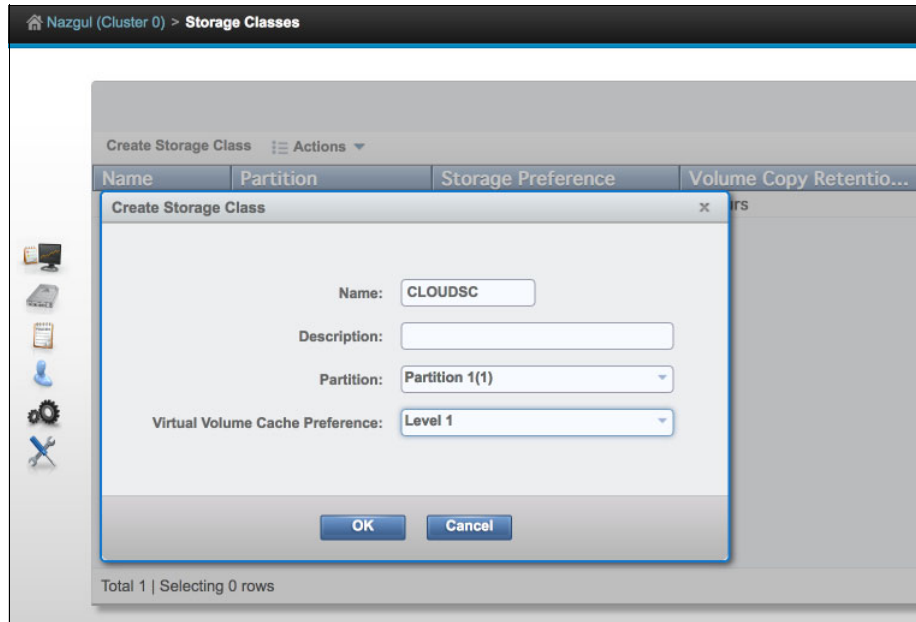 Nazgul (Cluster 0) > Storage Classes
Create Storage Class Actions
Name Partition Storage Preference Volume Copy Retentio...
Create Storage Class x
urs
Name: CLOUDSC
Description:
Partition: Partition 1(1)
Virtual Volume Cache Preference: Level 1
OK Cancel
Total 1 | Selecting 0 rows